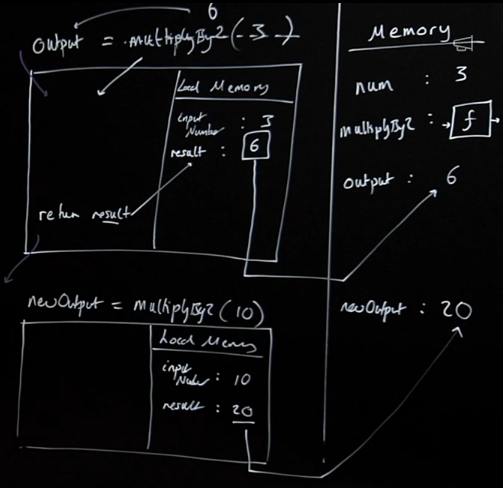 6
output = multiplyBy2(-3-)
Local Memory
input
Number : 3
result : 6
return result
newOutput = multiplyBy2(10)
Local Memory
input
Number : 10
result : 20
Memory
num : 3
multiplyBy2 : f
output : 6
newOutput : 20